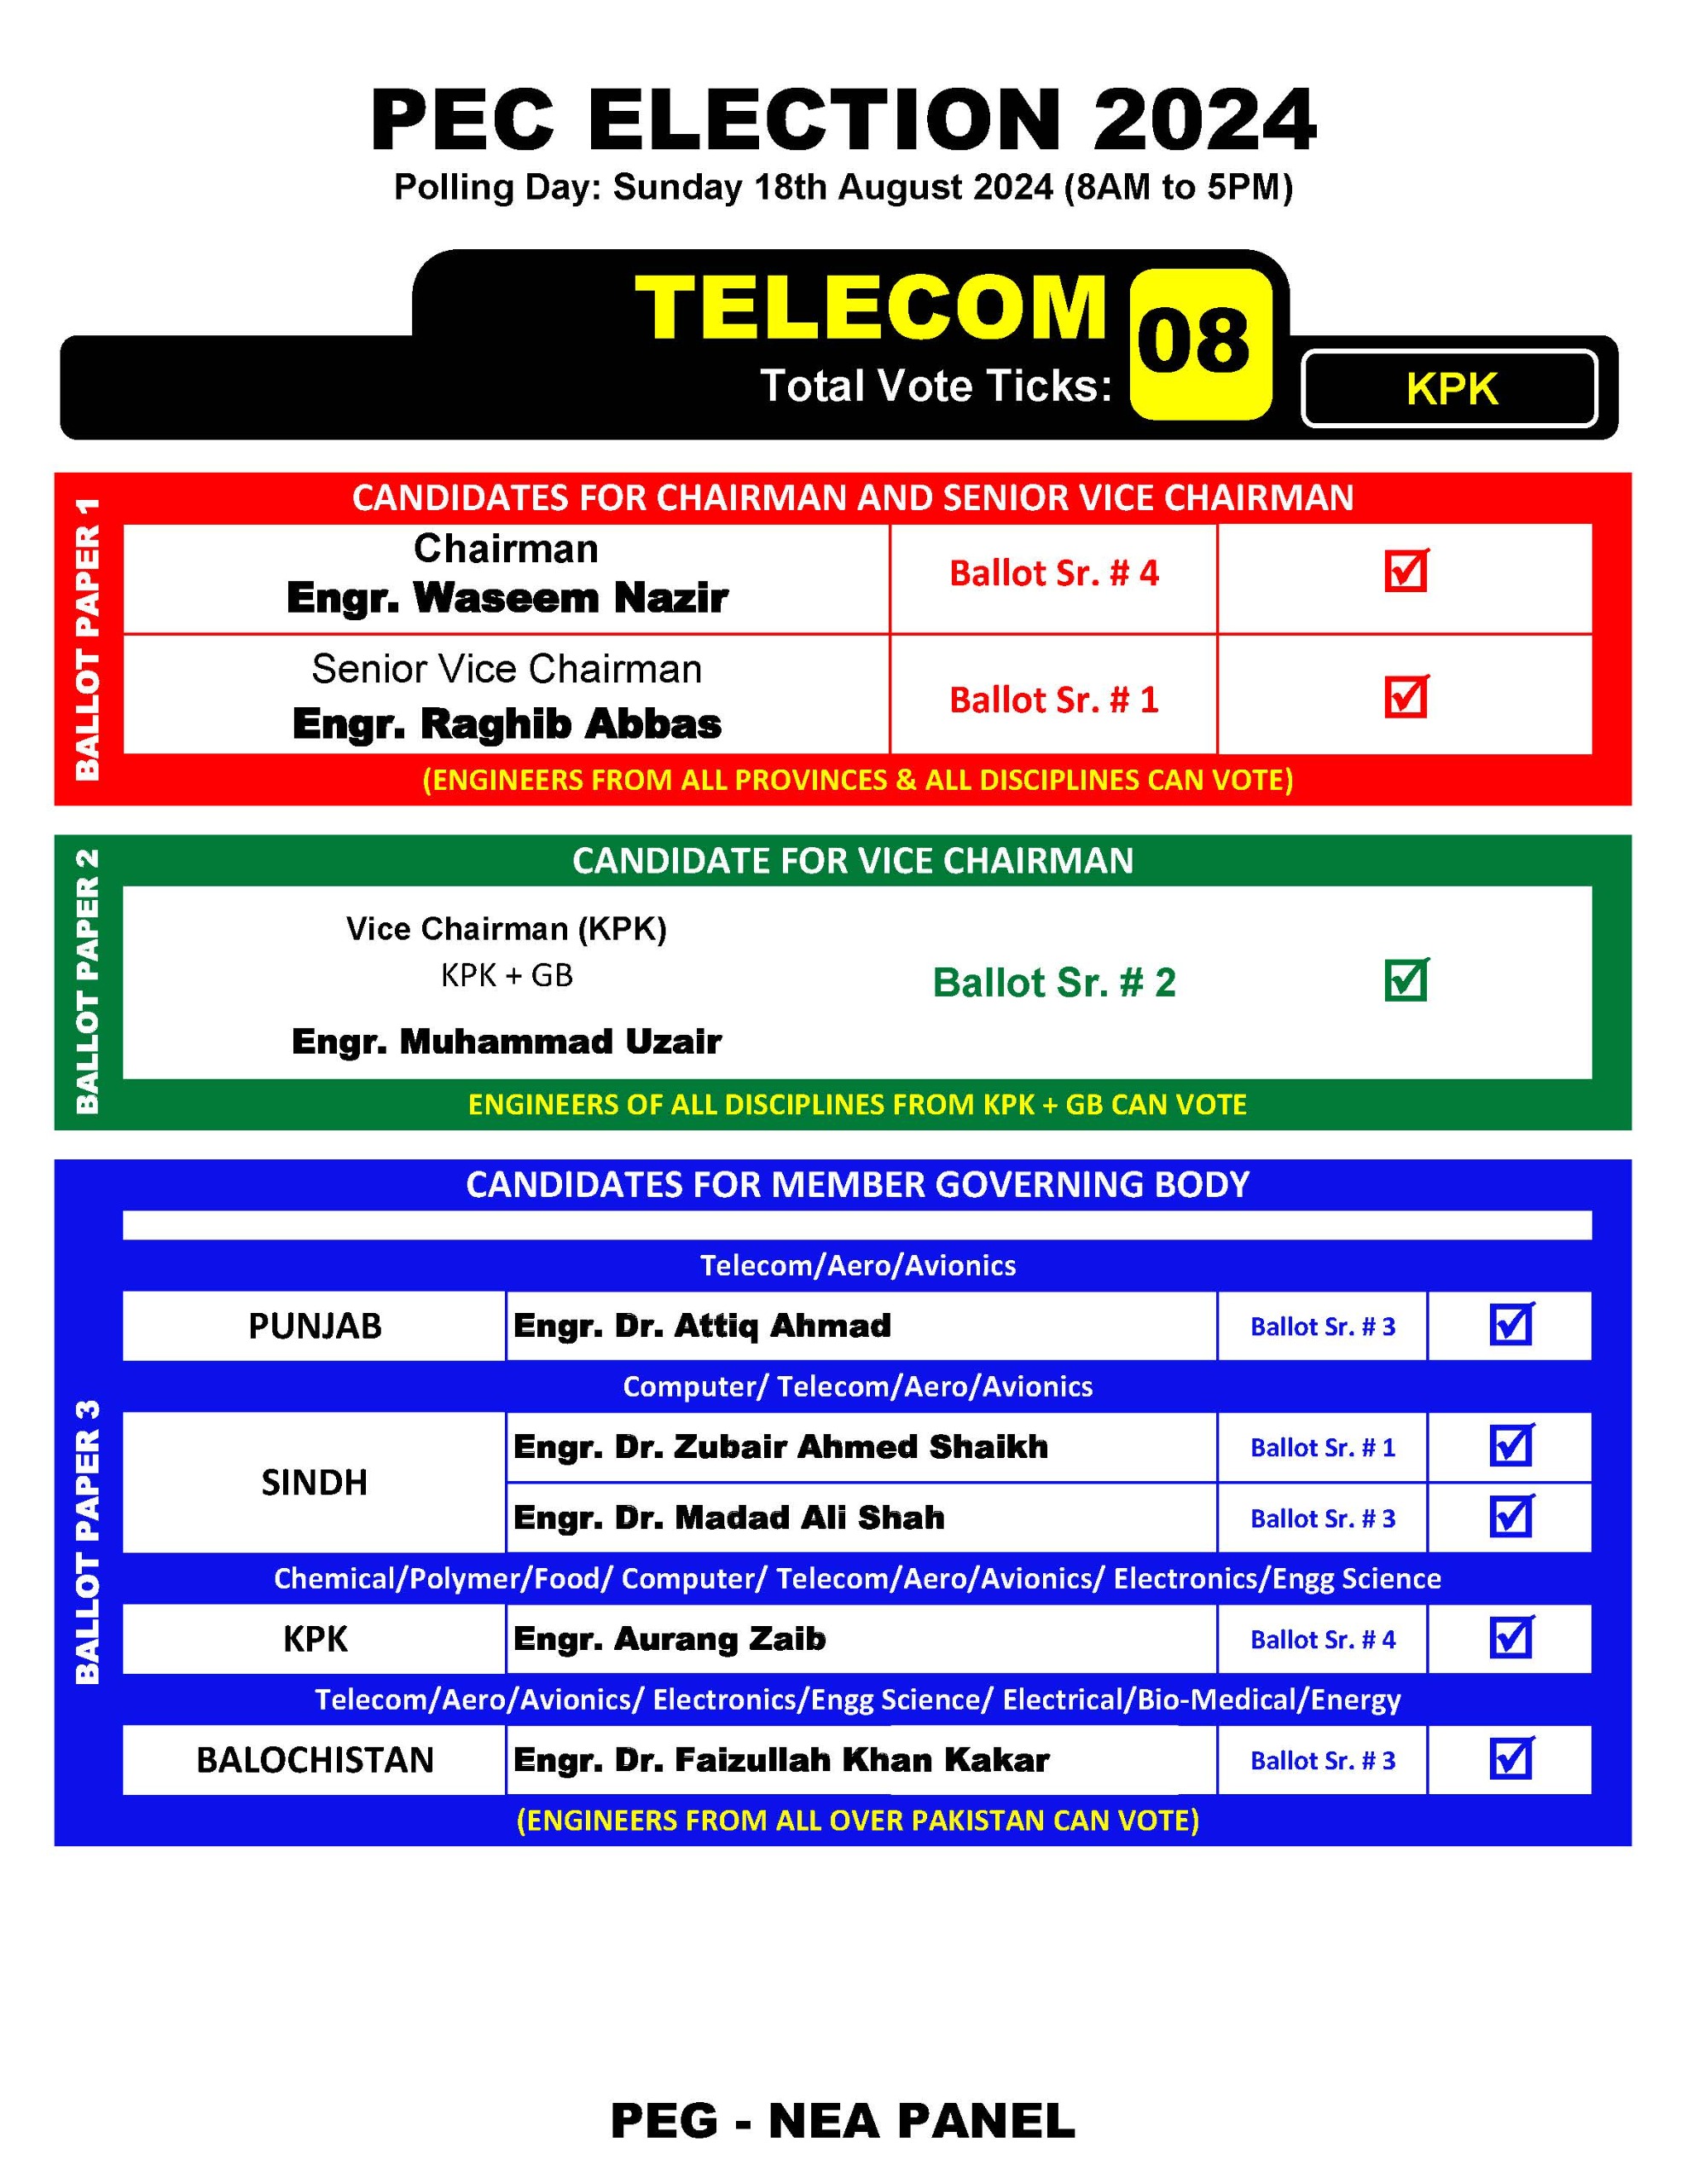 PEC ELECTION 2024
Polling Day: Sunday 18th August 2024 (8AM to 5PM)
TELECOM
08
Total Vote Ticks:
KPK
BALLOT PAPER 1
CANDIDATES FOR CHAIRMAN AND SENIOR VICE CHAIRMAN
Chairman
Engr. Waseem Nazir
Ballot Sr. # 4
Senior Vice Chairman
Engr. Raghib Abbas
Ballot Sr. # 1
(ENGINEERS FROM ALL PROVINCES & ALL DISCIPLINES CAN VOTE)
BALLOT PAPER 2
CANDIDATE FOR VICE CHAIRMAN
Vice Chairman (KPK)
KPK + GB
Engr. Muhammad Uzair
Ballot Sr. # 2
ENGINEERS OF ALL DISCIPLINES FROM KPK + GB CAN VOTE
BALLOT PAPER 3
CANDIDATES FOR MEMBER GOVERNING BODY
Telecom/Aero/Avionics
PUNJAB
Engr. Dr. Attiq Ahmad
Ballot Sr. # 3
Computer/ Telecom/Aero/Avionics
SINDH
Engr. Dr. Zubair Ahmed Shaikh
Ballot Sr. # 1
Engr. Dr. Madad Ali Shah
Ballot Sr. # 3
Chemical/Polymer/Food/ Computer/ Telecom/Aero/Avionics/ Electronics/Engg Science
KPK
Engr. Aurang Zaib
Ballot Sr. # 4
Telecom/Aero/Avionics/ Electronics/Engg Science/ Electrical/Bio-Medical/Energy
BALOCHISTAN
Engr. Dr. Faizullah Khan Kakar
Ballot Sr. # 3
(ENGINEERS FROM ALL OVER PAKISTAN CAN VOTE)
PEG - NEA PANEL